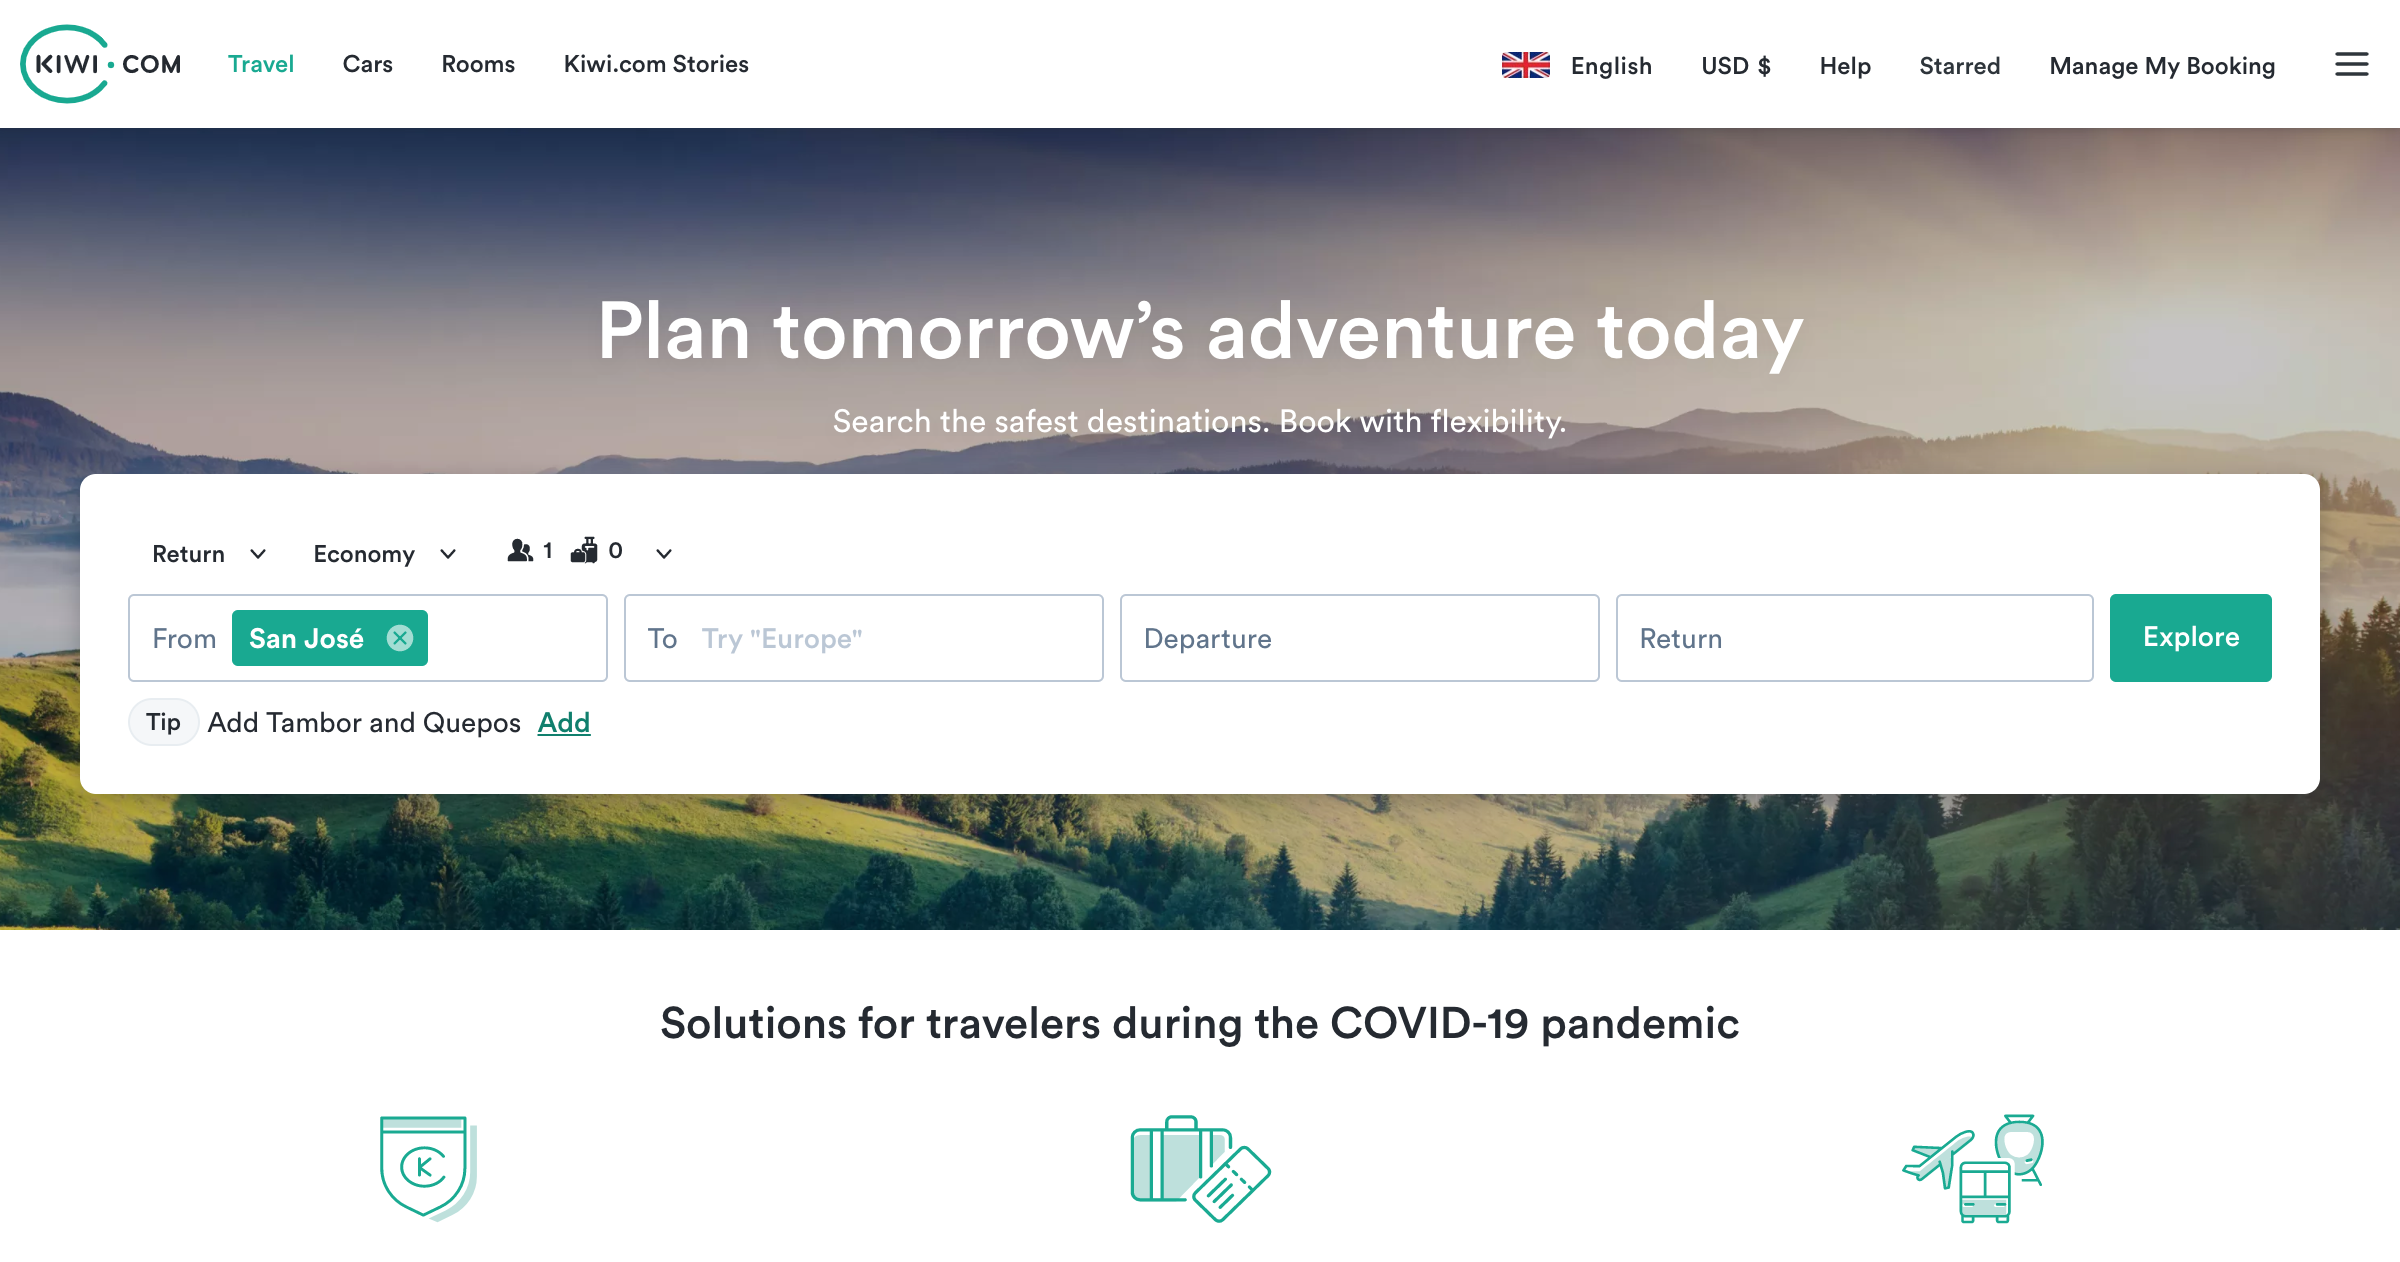 KIWI.COM
Travel
Cars
Rooms
Kiwi.com Stories
English
USD $
Help
Starred
Manage My Booking
Plan tomorrow’s adventure today
Search the safest destinations. Book with flexibility.
Return
Economy
1
0
From San José
To Try "Europe"
Departure
Return
Explore
Tip Add Tambor and Quepos Add
Solutions for travelers during the COVID-19 pandemic
K